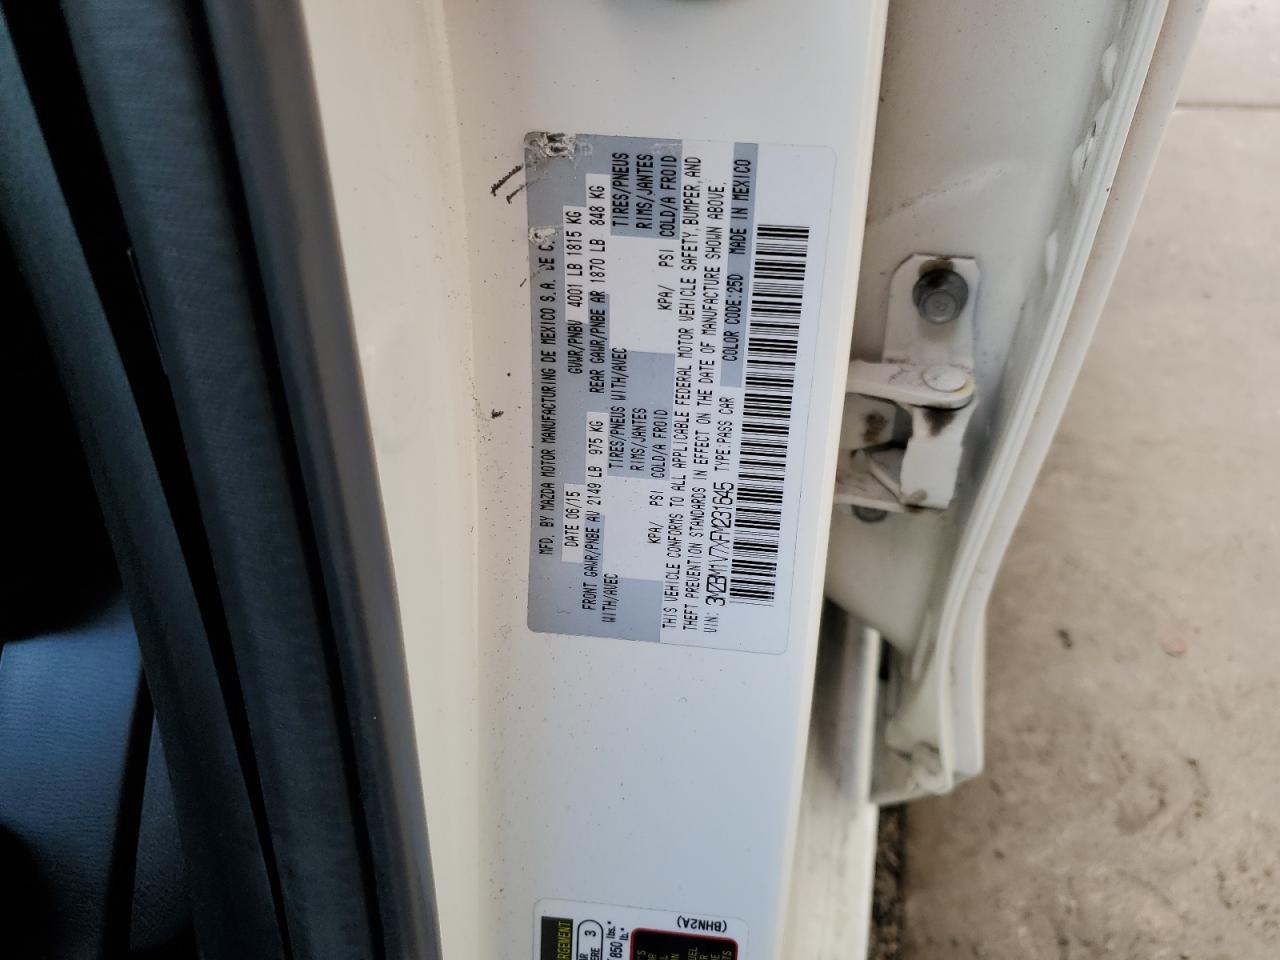 MFD. BY MAZDA MOTOR MANUFACTURING DE MEXICO S.A. DE C.
DATE 06/15 GVWR/PNBV 4001 LB 1815 KG
FRONT GAWR/PNBE AV 2149 LB 975 KG REAR GAWR/PNBE AR 1870 LB 848 KG
WITH/AVEC TIRES/PNEUS WITH/AVEC TIRES/PNEUS
RIMS/JANTES RIMS/JANTES
KPA/ PSI COLD/A FROID KPA/ PSI COLD/A FROID
THIS VEHICLE CONFORMS TO ALL APPLICABLE FEDERAL MOTOR VEHICLE SAFETY, BUMPER, AND
THEFT PREVENTION STANDARDS IN EFFECT ON THE DATE OF MANUFACTURE SHOWN ABOVE.
VIN: 3MZBM1V7XFM231645 TYPE:PASS CAR COLOR CODE:25D MADE IN MEXICO
(BHN2A)
3
850 lbs.